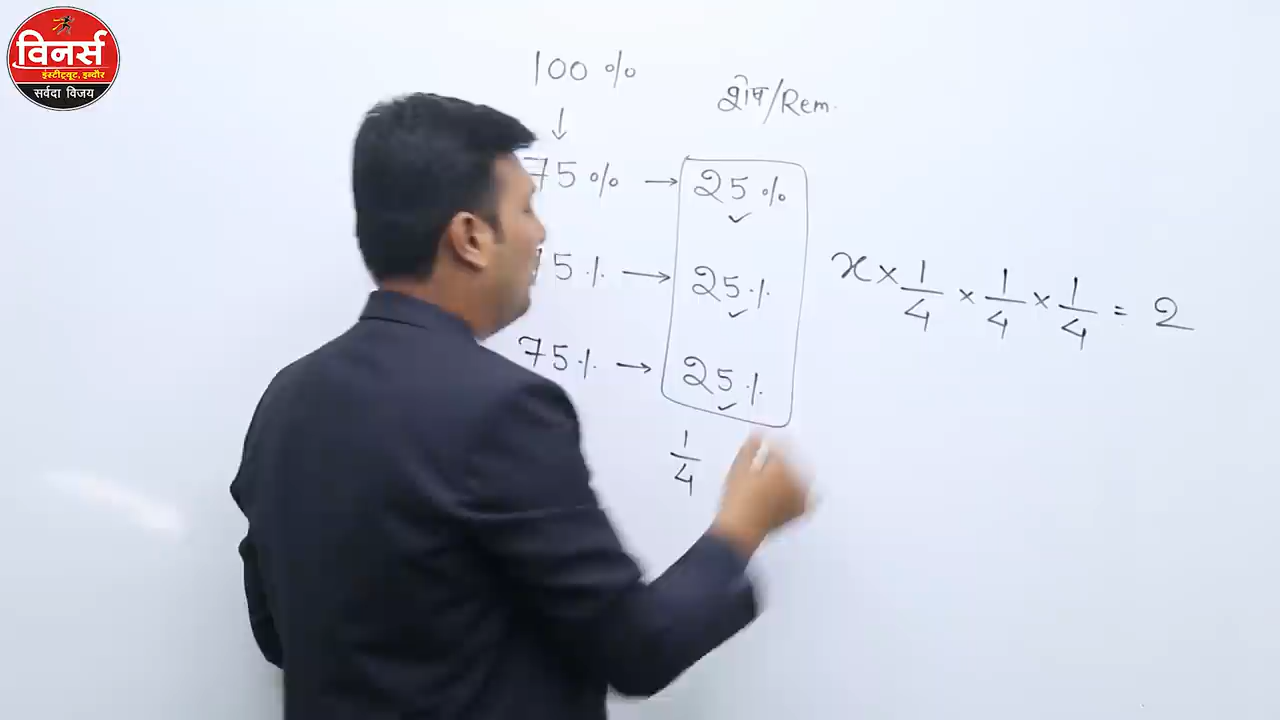 विनर्स
इंस्टीट्यूट, इन्दौर
सर्वदा विजय
100 %
↓
शेष/Rem.
75 % → 25 %
5 % → 25 %
75 % → 25 %
1/4
x × 1/4 × 1/4 × 1/4 = 2